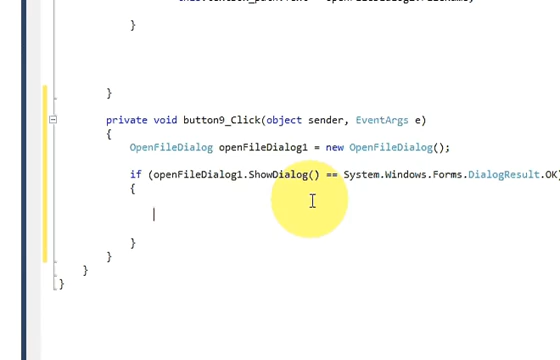 }
}
private void button9_Click(object sender, EventArgs e)
{
OpenFileDialog openFileDialog1 = new OpenFileDialog();
if (openFileDialog1.ShowDialog() == System.Windows.Forms.DialogResult.OK)
{
}
}
}
}